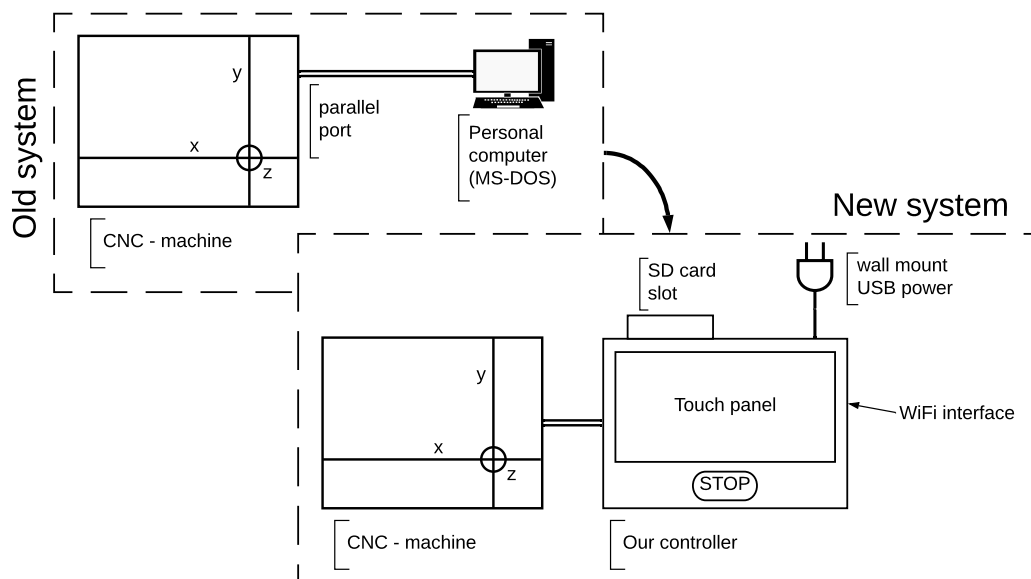 Old system
y
x
z
parallel
port
Personal
computer
(MS-DOS)
CNC - machine
New system
SD card
slot
wall mount
USB power
y
x
z
Touch panel
WiFi interface
STOP
CNC - machine
Our controller